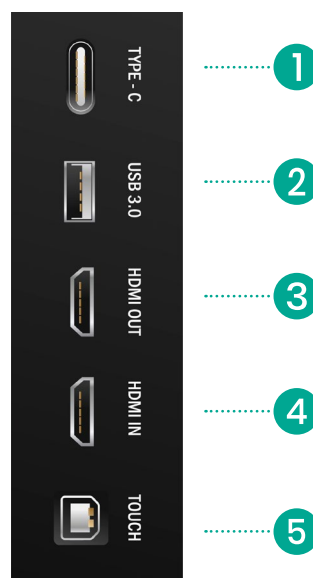 TYPE - C
1
USB 3.0
2
HDMI OUT
3
HDMI IN
4
TOUCH
5